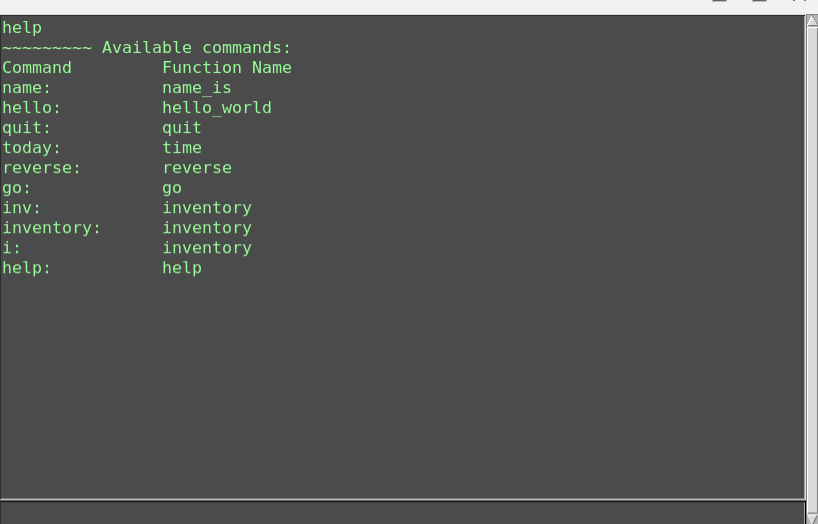 help
~~~~~~~~~ Available commands:
Command Function Name
name: name_is
hello: hello_world
quit: quit
today: time
reverse: reverse
go: go
inv: inventory
inventory: inventory
i: inventory
help: help